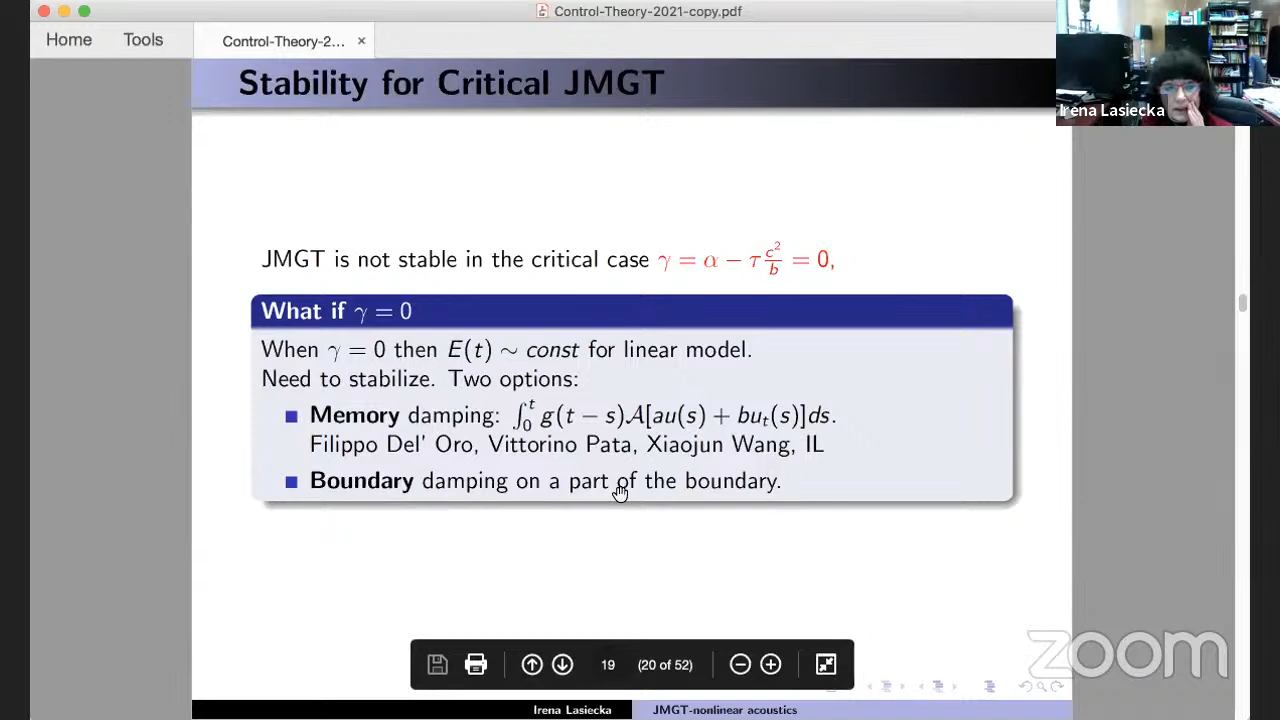 Control-Theory-2021-copy.pdf
Home
Tools
Control-Theory-2... ×
Irena Lasiecka
Stability for Critical JMGT
JMGT is not stable in the critical case γ = α − τ c²/b = 0,
What if γ = 0
When γ = 0 then E(t) ∼ const for linear model.
Need to stabilize. Two options:
Memory damping: ∫₀ᵗ g(t − s)𝒜[au(s) + buₜ(s)]ds.
Filippo Del' Oro, Vittorino Pata, Xiaojun Wang, IL
Boundary damping on a part of the boundary.
19 (20 of 52)
zoom
Irena Lasiecka
JMGT-nonlinear acoustics